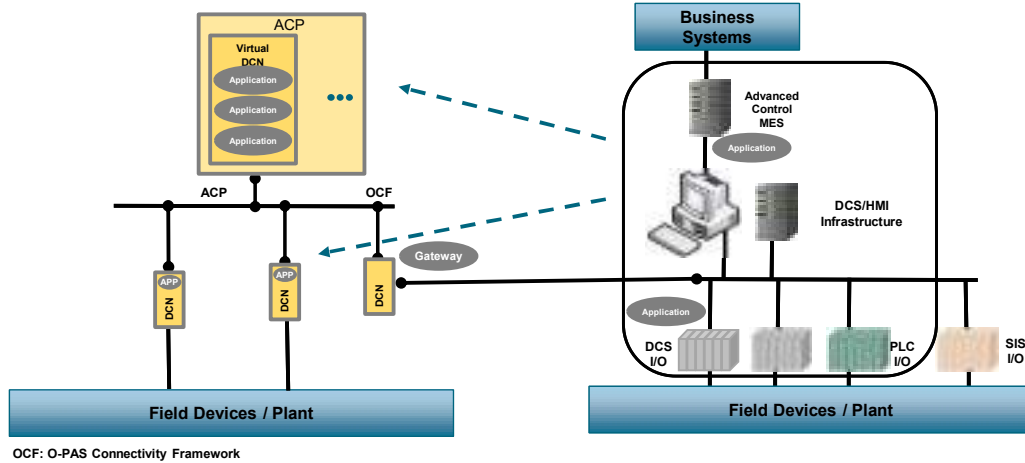 ACP
Virtual
DCN
Application
Application
Application
ACP
OCF
APP
DCN
APP
DCN
DCN
Gateway
Field Devices / Plant
OCF: O-PAS Connectivity Framework
Business
Systems
Advanced
Control
MES
Application
DCS/HMI
Infrastructure
Application
DCS
I/O
PLC
I/O
SIS
I/O
Field Devices / Plant